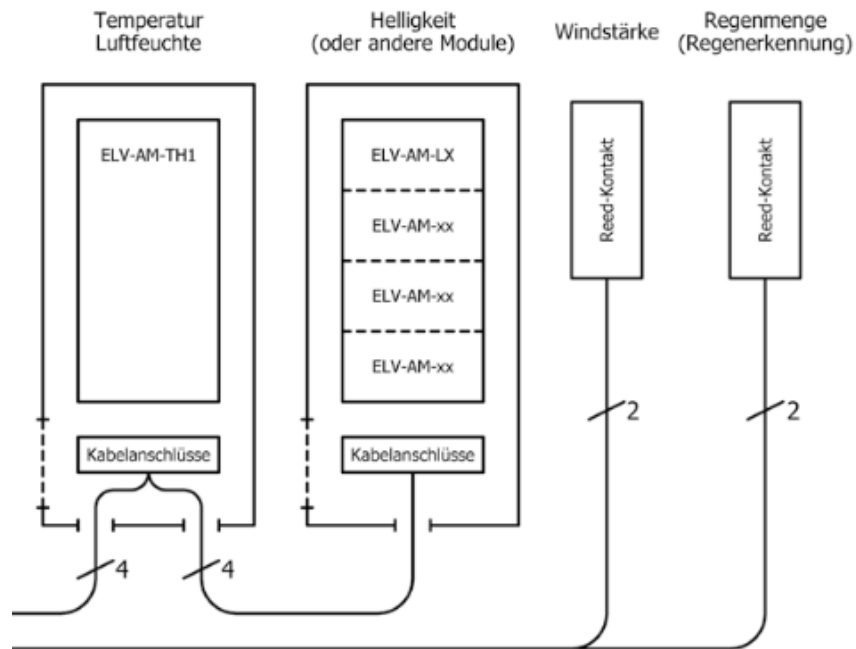 Temperatur
Luftfeuchte
Helligkeit
(oder andere Module)
Windstärke
Regenmenge
(Regenerkennung)
ELV-AM-TH1
ELV-AM-LX
ELV-AM-xx
ELV-AM-xx
ELV-AM-xx
Reed-Kontakt
Reed-Kontakt
Kabelanschlüsse
Kabelanschlüsse
2
2
4
4